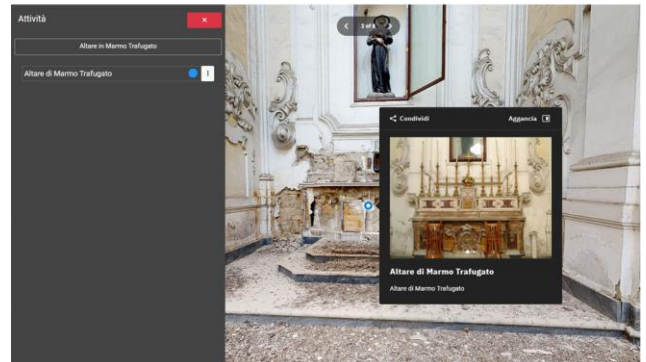 Attività
×
Altare in Marmo Trafugato
Altare di Marmo Trafugato
Condividi
Aggancia
Altare di Marmo Trafugato
Altare di Marmo Trafugato